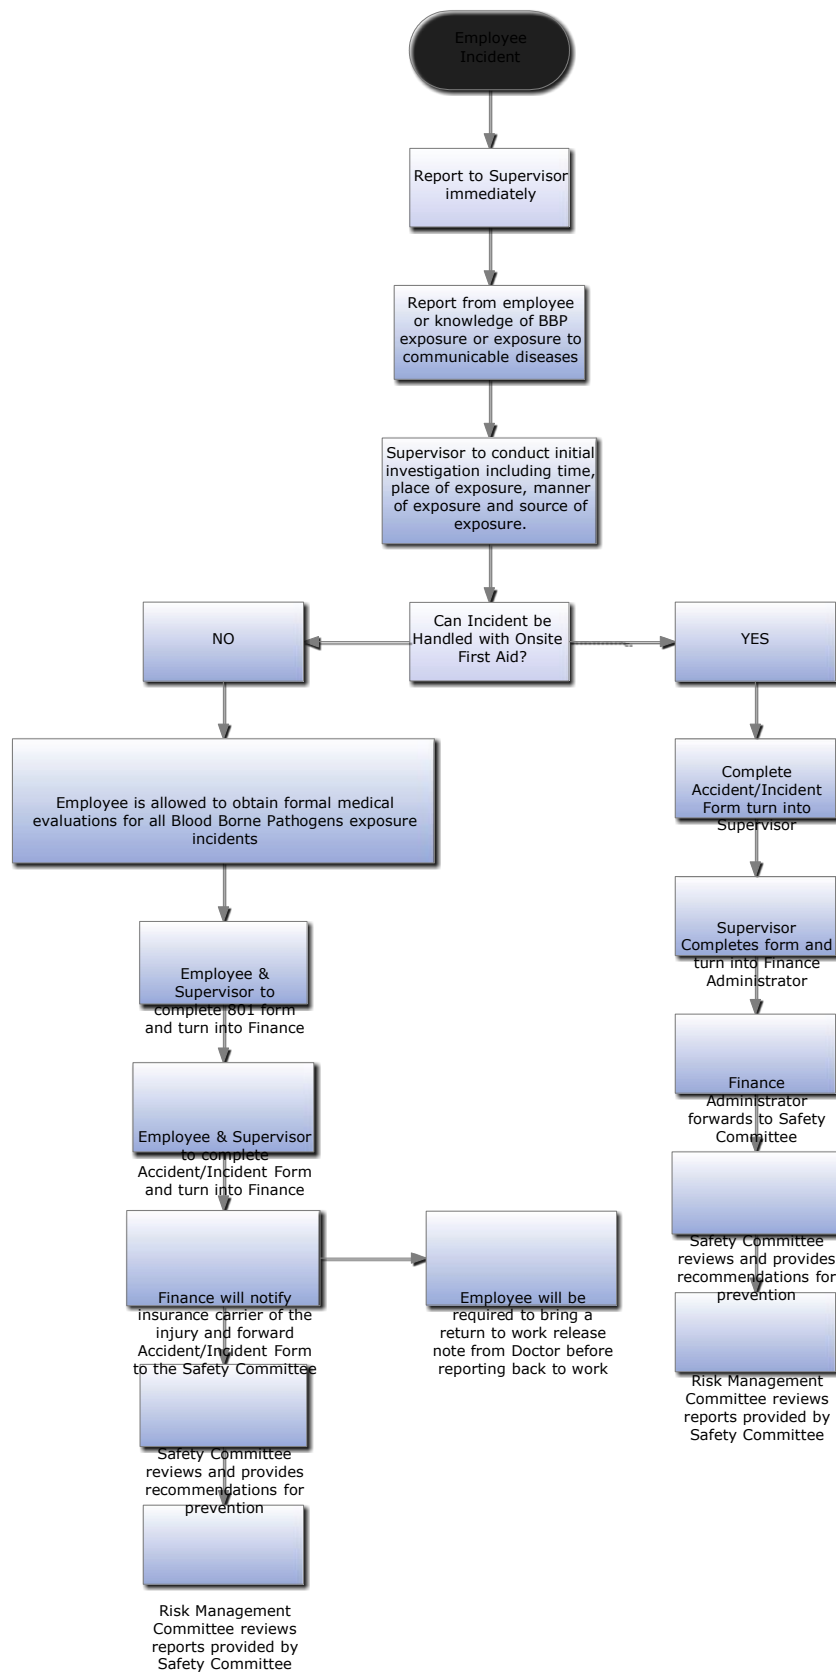 Employee
Incident
Report to Supervisor
immediately
Report from employee
or knowledge of BBP
exposure or exposure to
communicable diseases
Supervisor to conduct initial
investigation including time,
place of exposure, manner
of exposure and source of
exposure.
Can Incident be
Handled with Onsite
First Aid?
NO
Employee is allowed to obtain formal medical
evaluations for all Blood Borne Pathogens exposure
incidents
Employee &
Supervisor to
complete 801 form
and turn into Finance
Employee & Supervisor
to complete
Accident/Incident Form
and turn into Finance
Finance will notify
insurance carrier of the
injury and forward
Accident/Incident Form
to the Safety Committee
Employee will be
required to bring a
return to work release
note from Doctor before
reporting back to work
Safety Committee
reviews and provides
recommendations for
prevention
Risk Management
Committee reviews
reports provided by
Safety Committee
YES
Complete
Accident/Incident
Form turn into
Supervisor
Supervisor
Completes form and
turn into Finance
Administrator
Finance
Administrator
forwards to Safety
Committee
Safety Committee
reviews and provides
recommendations for
prevention
Risk Management
Committee reviews
reports provided by
Safety Committee